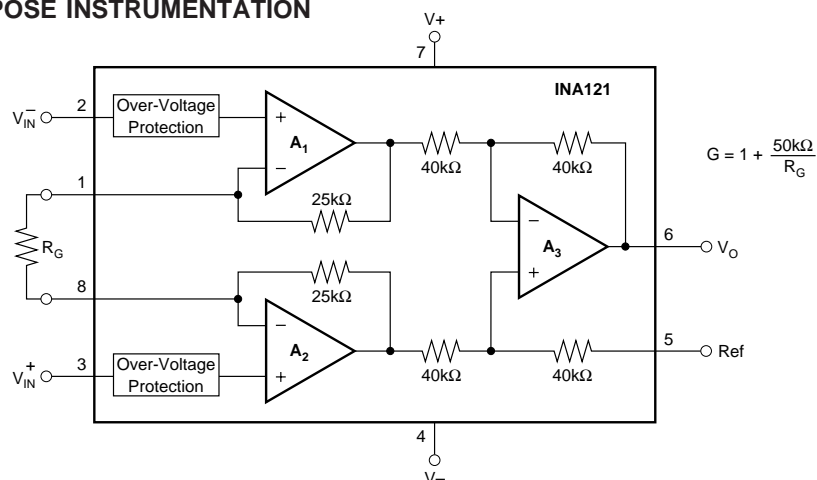 POSE INSTRUMENTATION
V+
7
INA121
V–IN
2
Over-Voltage
Protection
+
A1
–
40kΩ
40kΩ
G = 1 + 50kΩ
RG
1
25kΩ
RG
–
A3
+
6
VO
8
25kΩ
–
A2
+
5
Ref
V+IN
3
Over-Voltage
Protection
40kΩ
40kΩ
4
V–